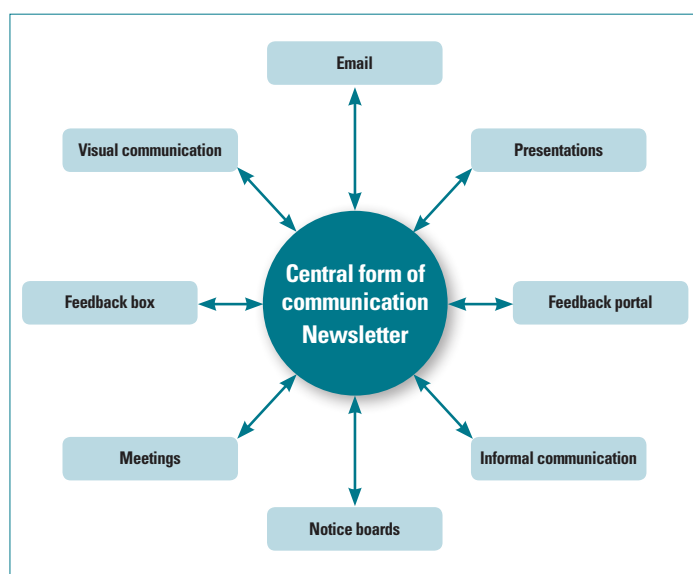 Email
Visual communication
Presentations
Central form of
communication
Newsletter
Feedback box
Feedback portal
Meetings
Informal communication
Notice boards